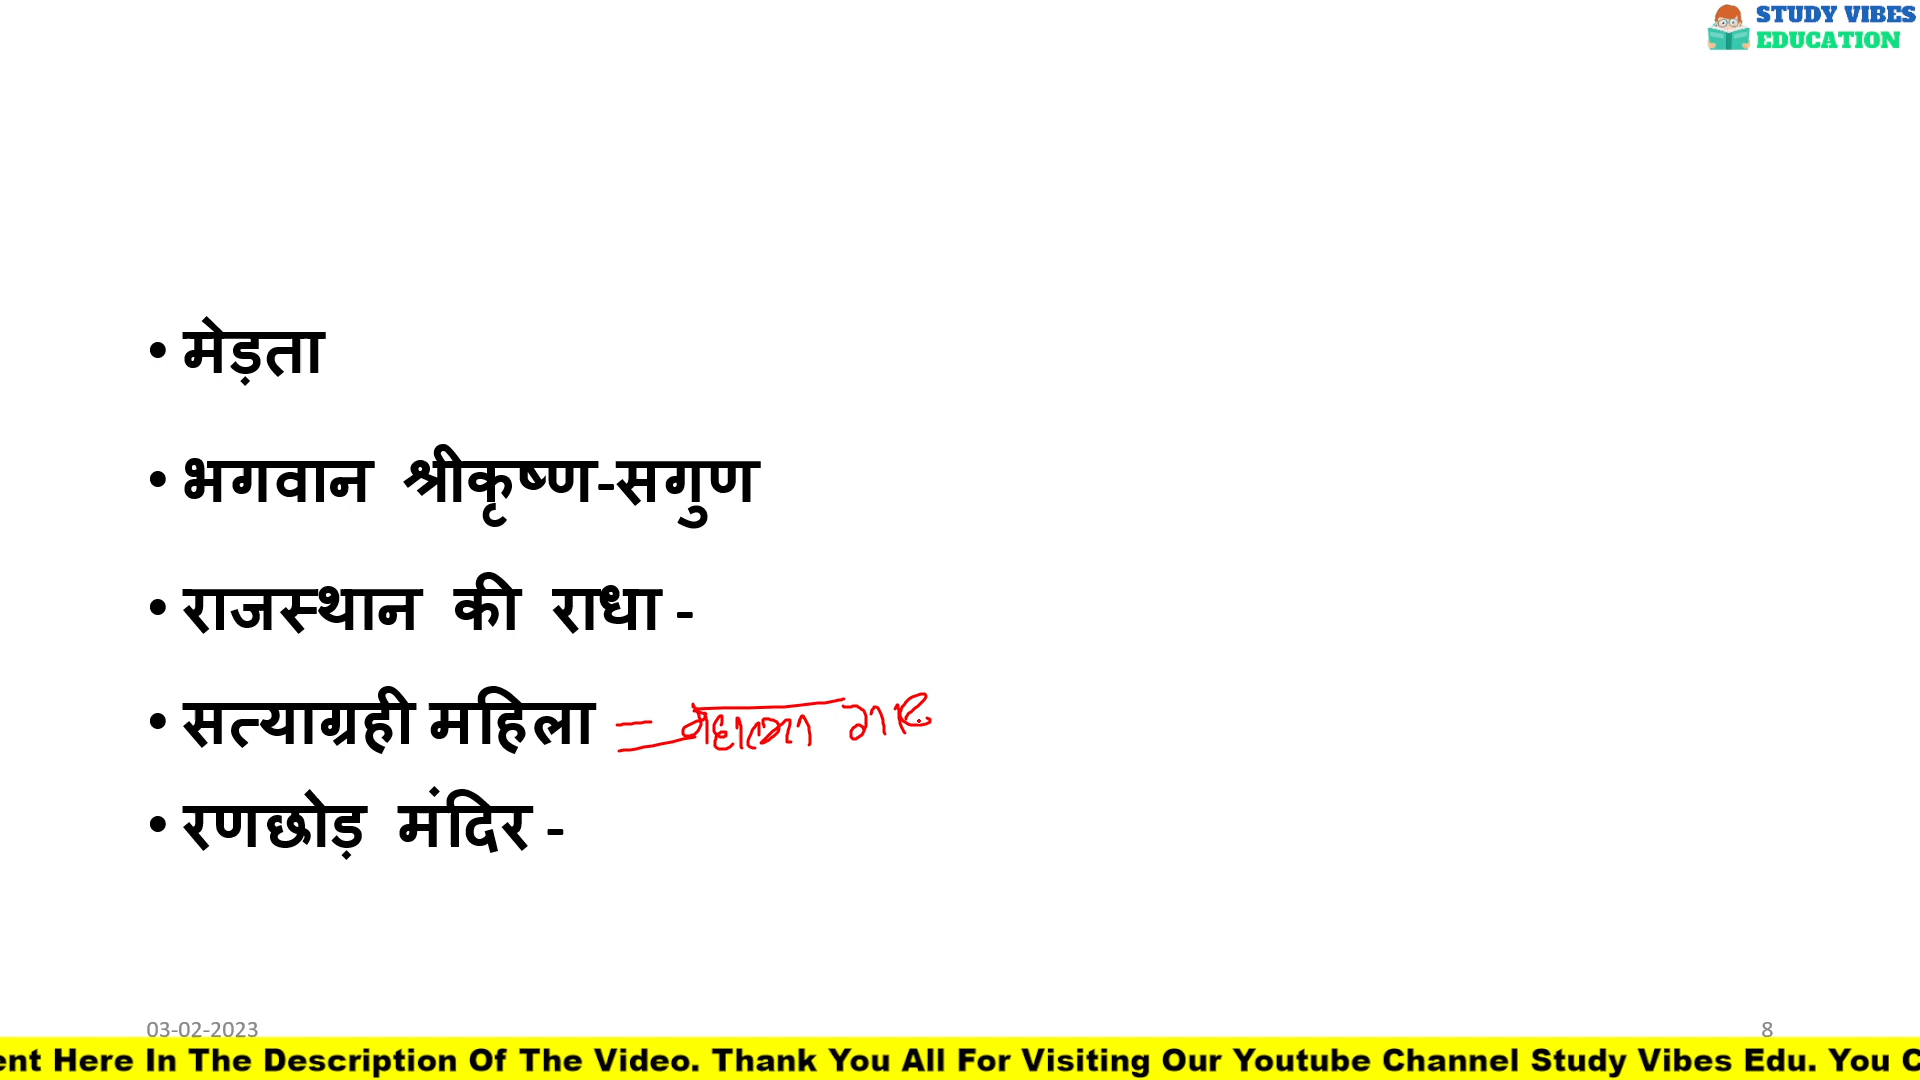 STUDY VIBES
EDUCATION
• मेड़ता
• भगवान श्रीकृष्ण-सगुण
• राजस्थान की राधा -
• सत्याग्रही महिला = महात्मा
• रणछोड़ मंदिर -
03-02-2023
8
ent Here In The Description Of The Video. Thank You All For Visiting Our Youtube Channel Study Vibes Edu. You C